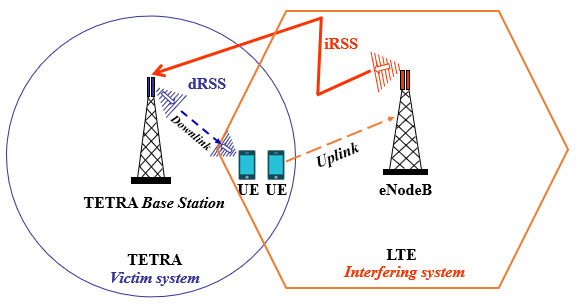 iRSS
dRSS
Downlink
Uplink
UE UE
eNodeB
TETRA Base Station
TETRA
Victim system
LTE
Interfering system